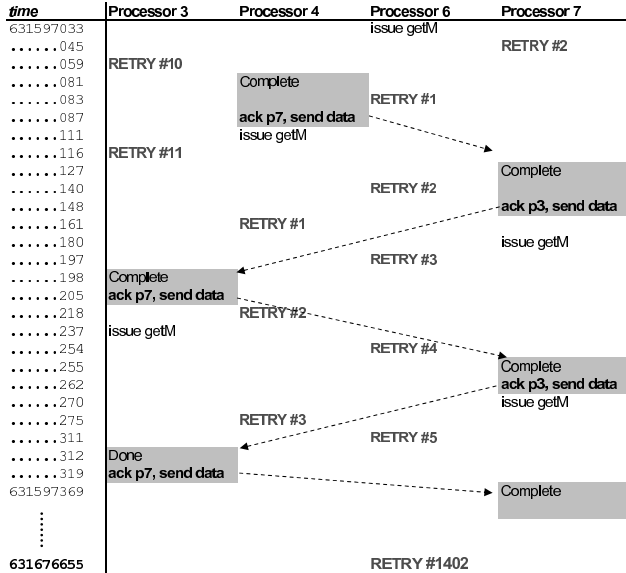 time Processor 3 Processor 4 Processor 6 Processor 7
631597033 issue getM
......045 RETRY #2
......059 RETRY #10
......081 Complete
......083 RETRY #1
......087 ack p7, send data
......111 issue getM
......116 RETRY #11
......127 Complete
......140 RETRY #2
......148 ack p3, send data
......161 RETRY #1
......180 issue getM
......197 RETRY #3
......198 Complete
......205 ack p7, send data
......218 RETRY #2
......237 issue getM
......254 RETRY #4
......255 Complete
......262 ack p3, send data
......270 issue getM
......275 RETRY #3
......311 RETRY #5
......312 Done
......319 ack p7, send data
631597369 Complete
631676655 RETRY #1402